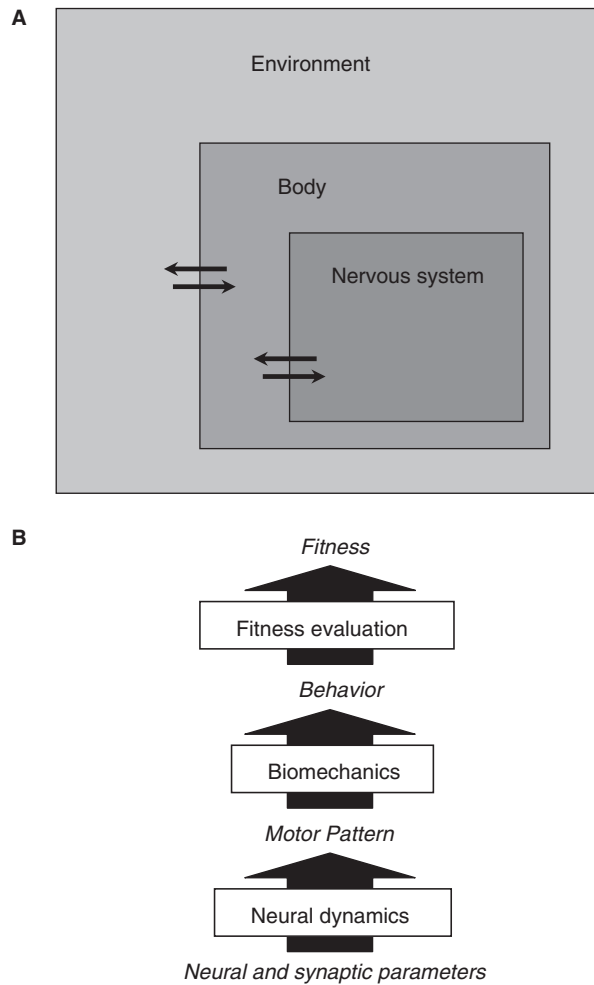 A
Environment
Body
Nervous system
B
Fitness
Fitness evaluation
Behavior
Biomechanics
Motor Pattern
Neural dynamics
Neural and synaptic parameters